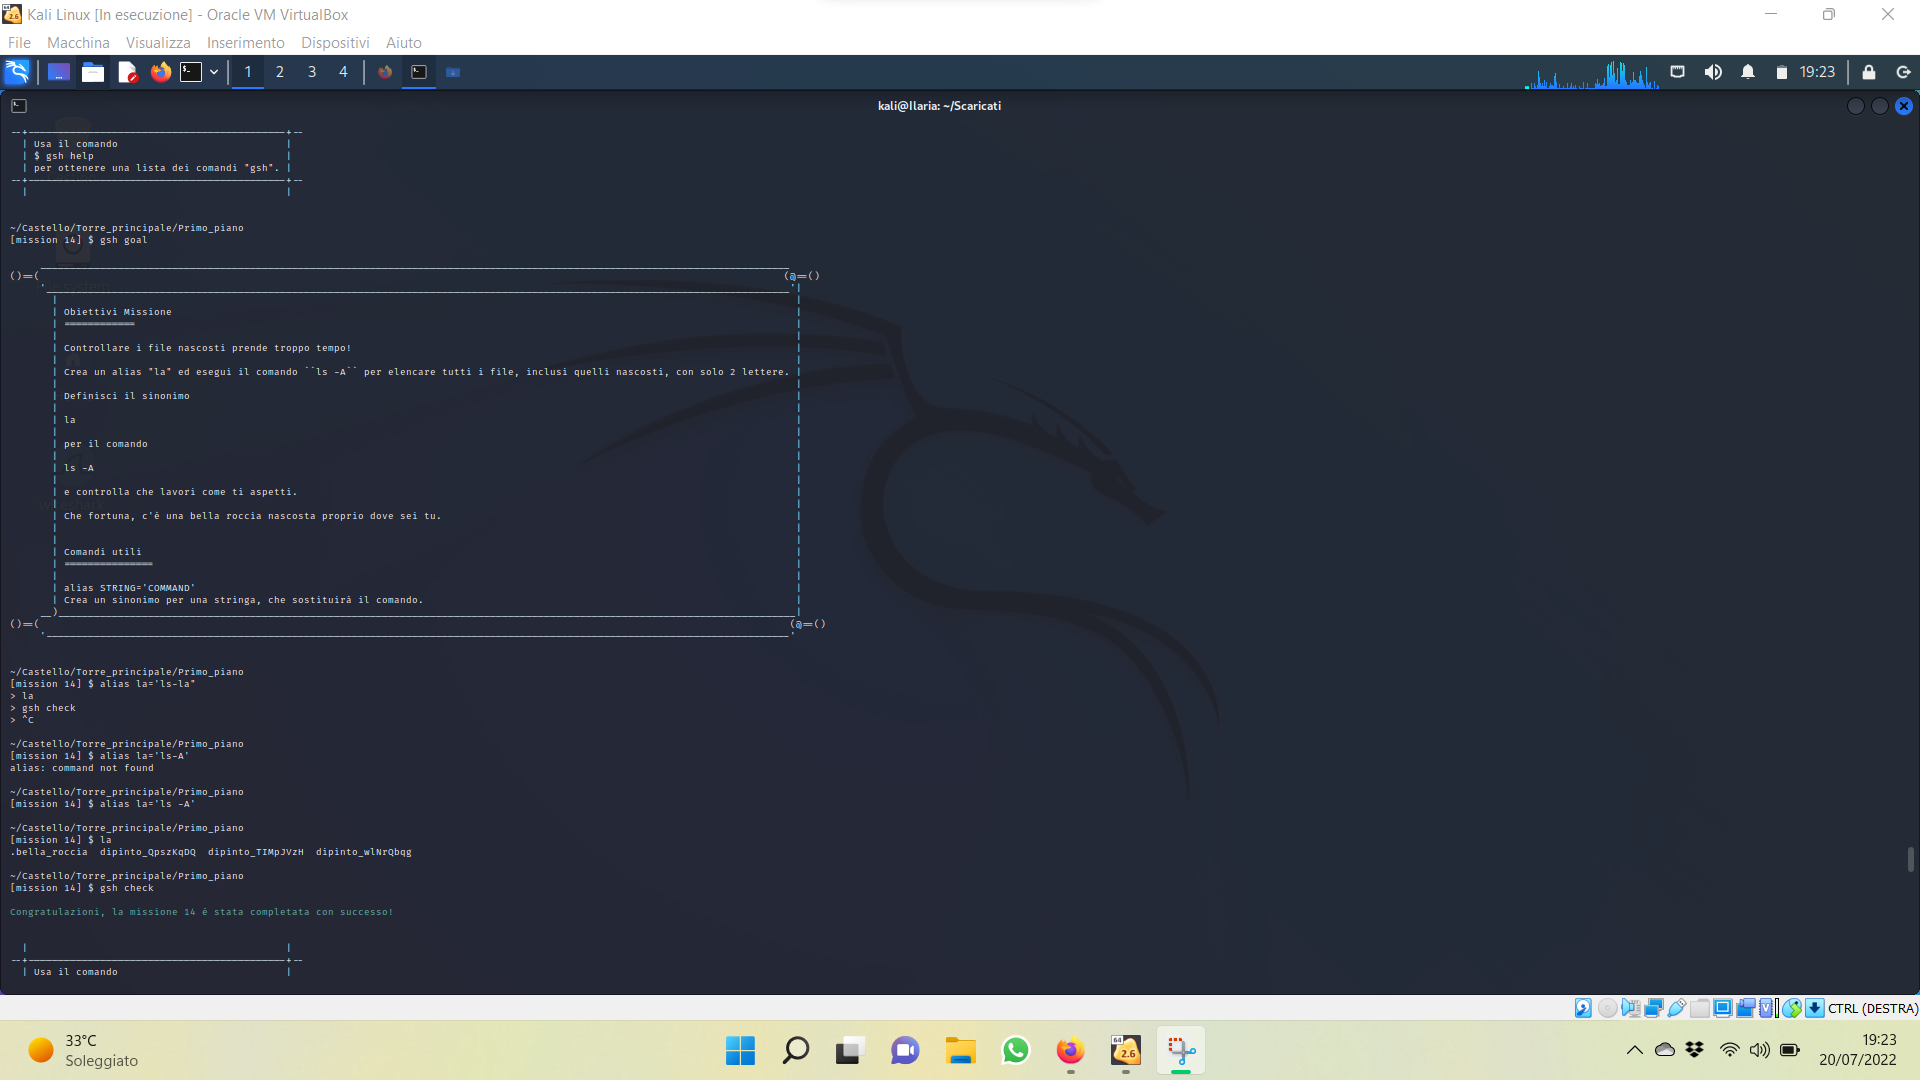 Kali Linux [In esecuzione] - Oracle VM VirtualBox
File Macchina Visualizza Inserimento Dispositivi Aiuto
1 2 3 4 19:23
kali@Ilaria: ~/Scaricati
Usa il comando
$ gsh help
per ottenere una lista dei comandi "gsh".
~/Castello/Torre_principale/Primo_piano
[mission 14] $ gsh goal
Obiettivi Missione
============
Controllare i file nascosti prende troppo tempo!
Crea un alias "la" ed esegui il comando ``ls -A`` per elencare tutti i file, inclusi quelli nascosti, con solo 2 lettere.
Definisci il sinonimo
la
per il comando
ls -A
e controlla che lavori come ti aspetti.
Che fortuna, c'è una bella roccia nascosta proprio dove sei tu.
Comandi utili
===============
alias STRING='COMMAND'
Crea un sinonimo per una stringa, che sostituirà il comando.
~/Castello/Torre_principale/Primo_piano
[mission 14] $ alias la='ls-la"
> la
> gsh check
> ^C
~/Castello/Torre_principale/Primo_piano
[mission 14] $ alias la='ls-A'
alias: command not found
~/Castello/Torre_principale/Primo_piano
[mission 14] $ alias la='ls -A'
~/Castello/Torre_principale/Primo_piano
[mission 14] $ la
.bella_roccia dipinto_QpszKqDQ dipinto_TIMpJVzH dipinto_wlNrQbqg
~/Castello/Torre_principale/Primo_piano
[mission 14] $ gsh check
Congratulazioni, la missione 14 è stata completata con successo!
Usa il comando
CTRL (DESTRA)
33°C
Soleggiato
64
2.6
19:23
20/07/2022